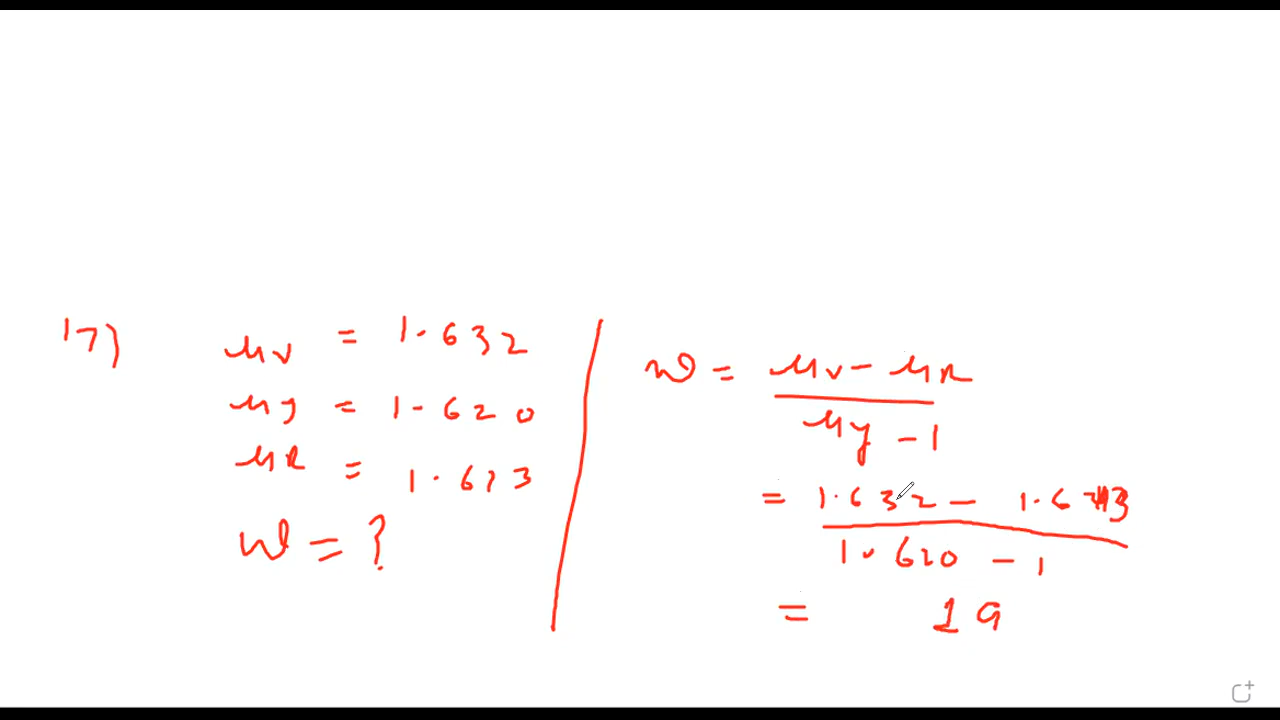 17) μv = 1.632
μy = 1.620
μR = 1.613
ω = ?
ω = μv - μR
μy - 1
= 1.632 - 1.613
1.620 - 1
= 19